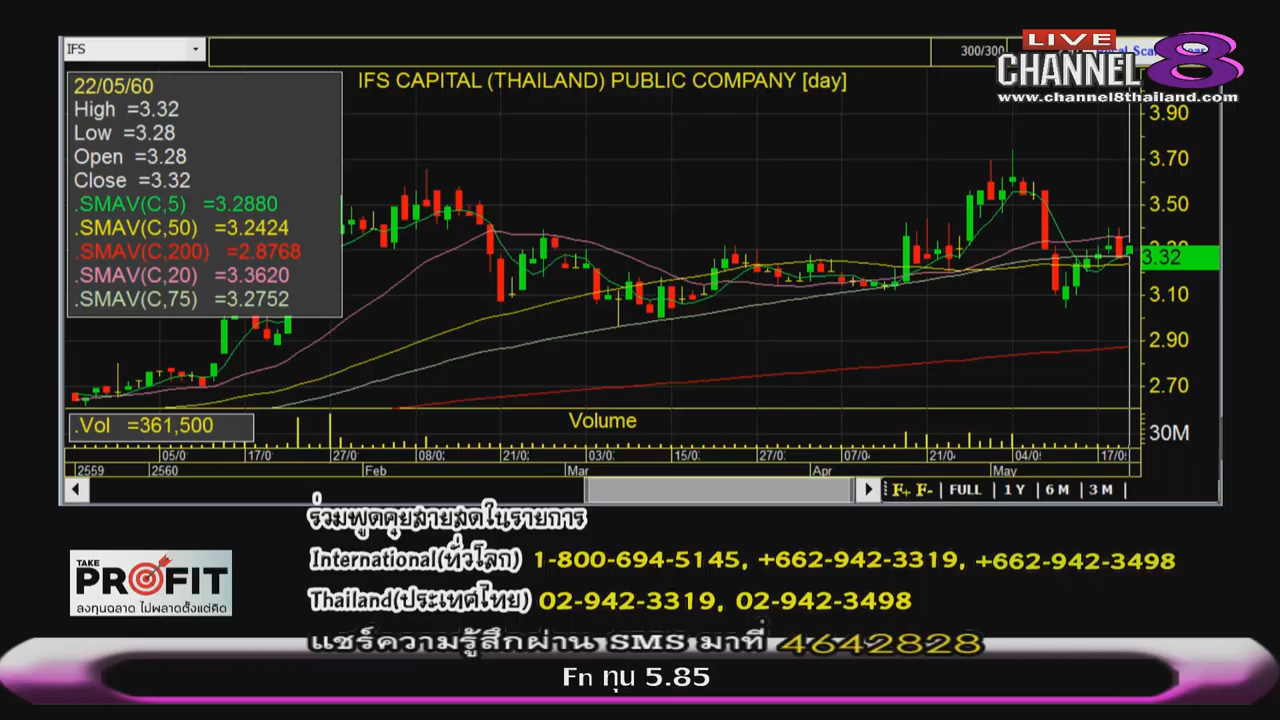 IFS
300/300
LIVE
CHANNEL 8
www.channel8thailand.com
IFS CAPITAL (THAILAND) PUBLIC COMPANY [day]
22/05/60
High =3.32
Low =3.28
Open =3.28
Close =3.32
.SMAV(C,5) =3.2880
.SMAV(C,50) =3.2424
.SMAV(C,200) =2.8768
.SMAV(C,20) =3.3620
.SMAV(C,75) =3.2752
3.90
3.70
3.50
3.32
3.10
2.90
2.70
.Vol =361,500
Volume
30M
05/0 17/0 27/0 08/0 21/0 03/0 15/0 27/0 07/0 21/0 04/0 17/0
2559 2560 Feb Mar Apr May
F+ F- FULL 1 Y 6 M 3 M
ร่วมพูดคุยสายสดในรายการ
International(ทั่วโลก) 1-800-694-5145, +662-942-3319, +662-942-3498
TAKE
PROFIT
ลงทุนฉลาด ไม่พลาดตั้งแต่คิด
Thailand(ประเทศไทย) 02-942-3319, 02-942-3498
แชร์ความรู้สึกผ่าน SMS มาที่ 4642828
Fn ทุน 5.85